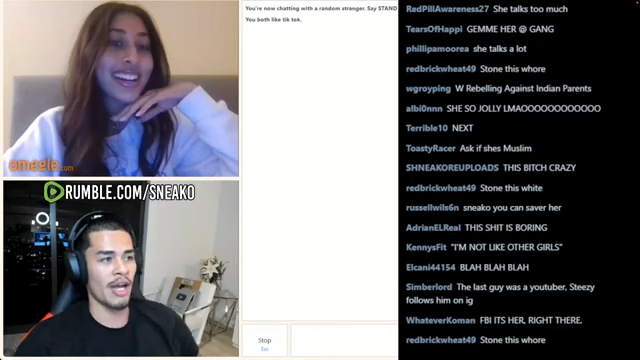 You're now chatting with a random stranger. Say STAND
You both like tik tok.
omegle.com
RUMBLE.COM/SNEAKO
Stop
Esc
RedPillAwareness27 She talks too much
TearsOfHappi GEMME HER @ GANG
phillipamoorea she talks a lot
redbrickwheat49 Stone this whore
wgroyping W Rebelling Against Indian Parents
albi0nnn SHE SO JOLLY LMAOOOOOOOOOOOO
Terrible10 NEXT
ToastyRacer Ask if shes Muslim
SHNEAKOREUPLOADS THIS BITCH CRAZY
redbrickwheat49 Stone this white
russellwils6n sneako you can saver her
AdrianELReal THIS SHIT IS BORING
KennysFit "I'M NOT LIKE OTHER GIRLS"
Elcani44154 BLAH BLAH BLAH
Simberlord The last guy was a youtuber, Steezy
follows him on ig
WhateverKoman FBI ITS HER, RIGHT THERE.
redbrickwheat49 Stone this whore